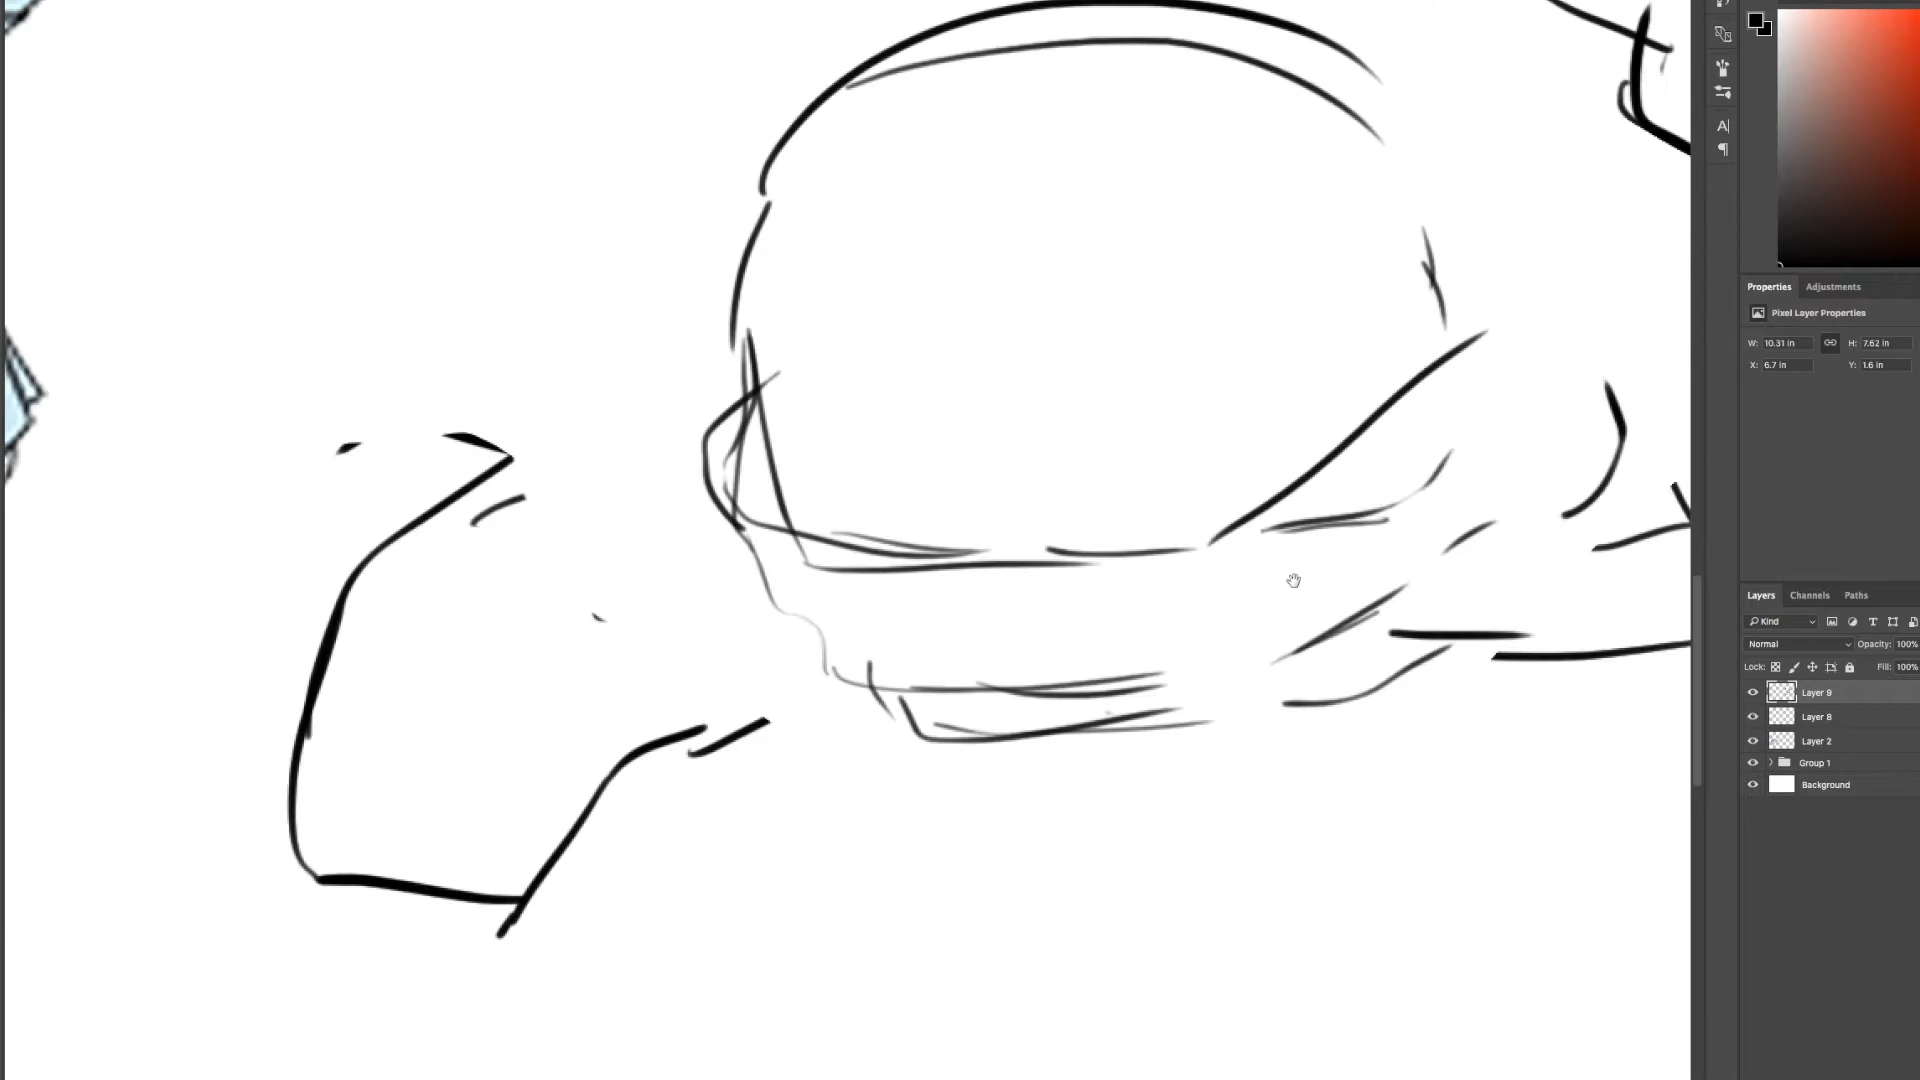 A|
¶
Properties Adjustments
Pixel Layer Properties
W: 10.31 in H: 7.62 in
X: 6.7 in Y: 1.6 in
Layers Channels Paths
Kind
T
Normal Opacity: 100%
Lock: Fill: 100%
Layer 9
Layer 8
Layer 2
Group 1
Background